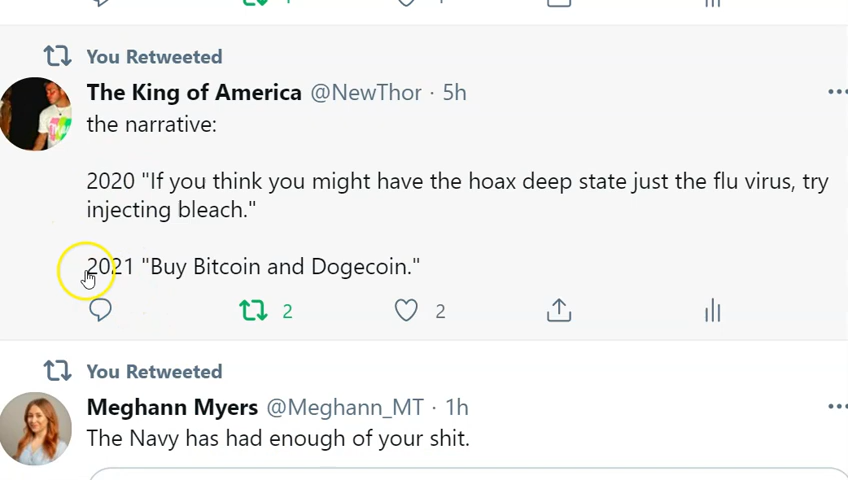 You Retweeted
The King of America @NewThor · 5h
the narrative:
2020 "If you think you might have the hoax deep state just the flu virus, try
injecting bleach."
2021 "Buy Bitcoin and Dogecoin."
2 2
You Retweeted
Meghann Myers @Meghann_MT · 1h
The Navy has had enough of your shit.